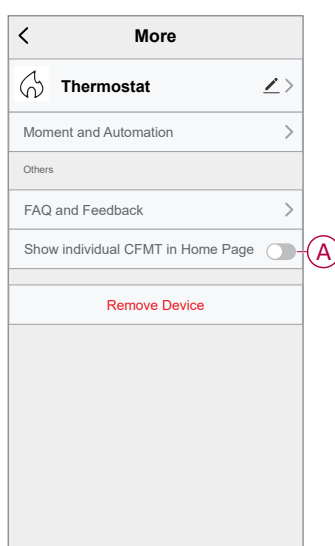 More
Thermostat
Moment and Automation
Others
FAQ and Feedback
Show individual CFMT in Home Page
A
Remove Device